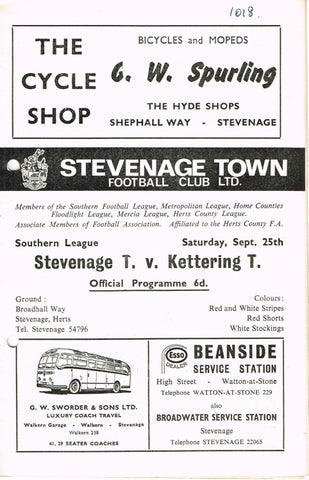 1018.
THE CYCLE SHOP
BICYCLES and MOPEDS
G. W. Spurling
THE HYDE SHOPS
SHEPHALL WAY - STEVENAGE
STEVENAGE TOWN
FOOTBALL CLUB LTD.
Members of the Southern Football League, Metropolitan League, Home Counties
Floodlight League, Mercia League, Herts County League.
Associate Members of Football Association. Affiliated to the Herts County F.A.
Southern League Saturday, Sept. 25th
Stevenage T. v. Kettering T.
Official Programme 6d.
Ground :
Broadhall Way
Stevenage, Herts
Tel. Stevenage 54796
Colours :
Red and White Stripes
Red Shorts
White Stockings
G. W. SWORDER & SONS LTD.
LUXURY COACH TRAVEL
Walkern Garage - Walkern - Stevenage
Walkern 238
41, 29 SEATER COACHES
Esso
DEALER
BEANSIDE
SERVICE STATION
High Street - Watton-at-Stone
Telephone WATTON-AT-STONE 229
also
BROADWATER SERVICE STATION
Stevenage
Telephone STEVENAGE 22065